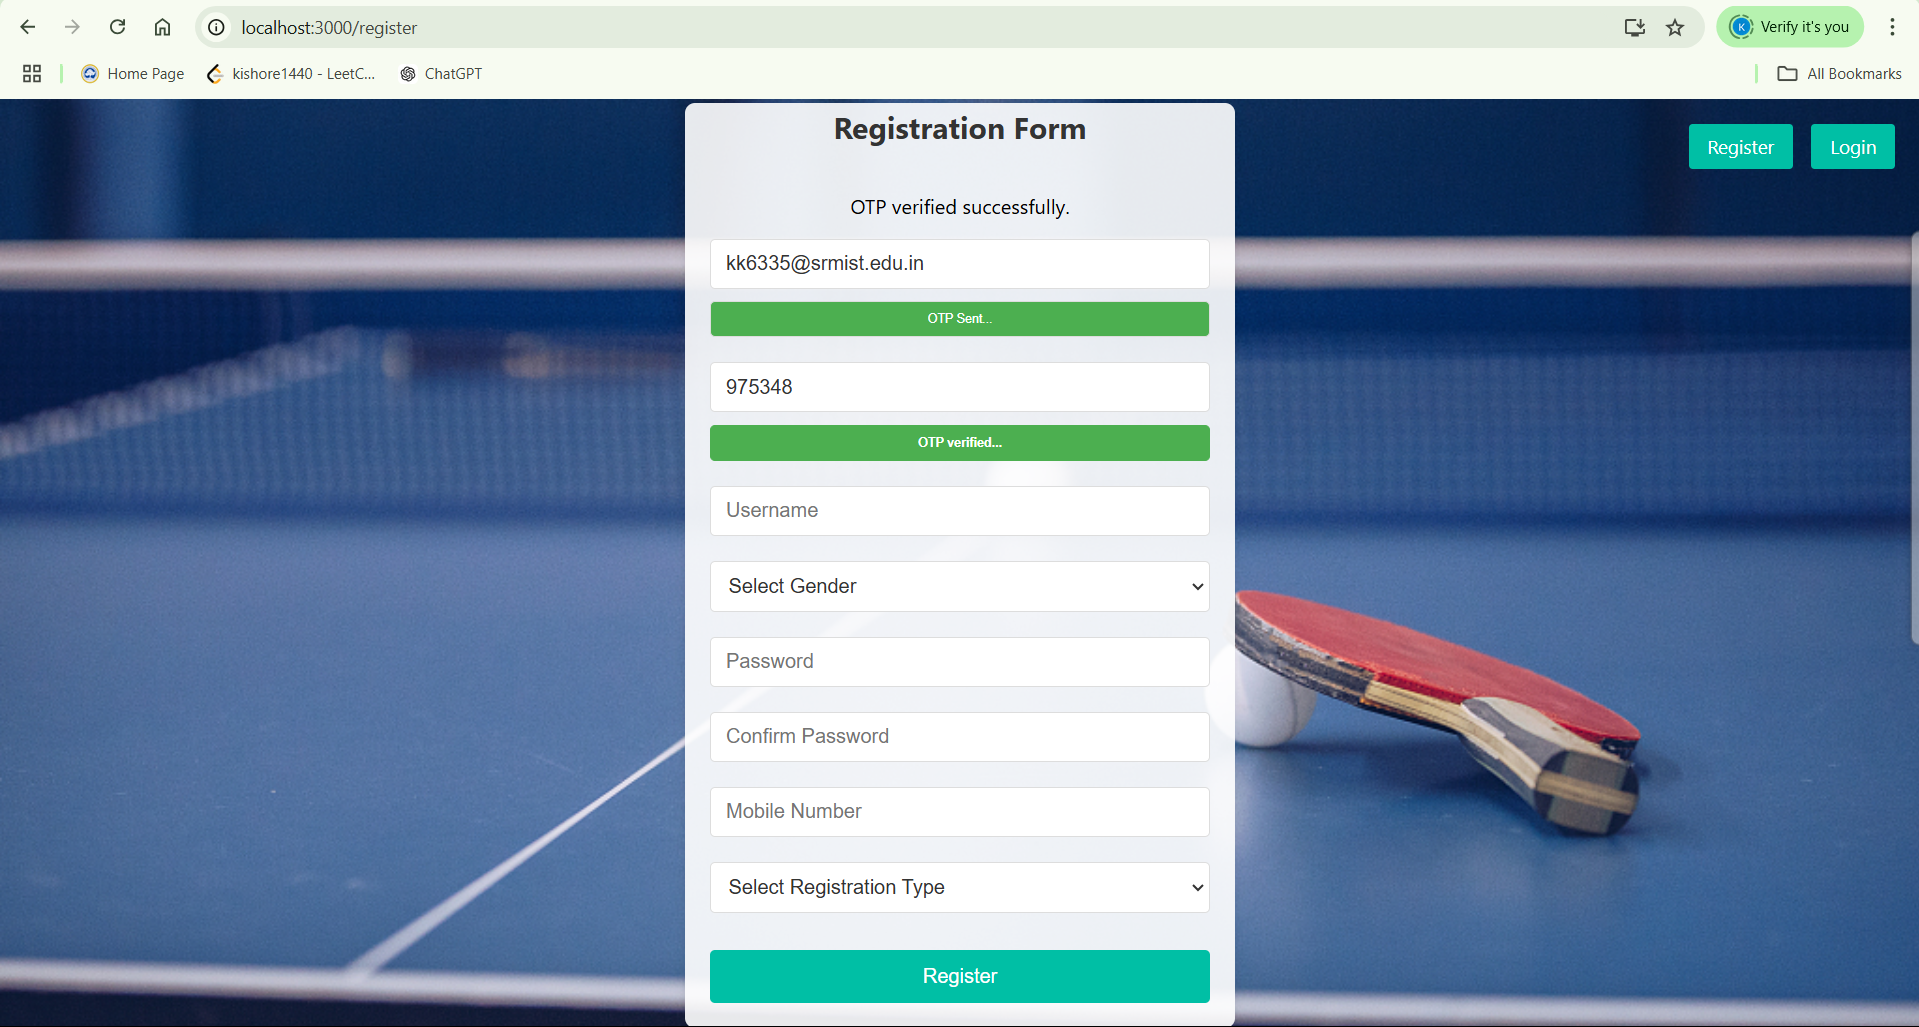 localhost:3000/register
Verify it's you
Home Page
kishore1440 - LeetC...
ChatGPT
All Bookmarks
Registration Form
Register
Login
OTP verified successfully.
kk6335@srmist.edu.in
OTP Sent...
975348
OTP verified...
Username
Select Gender
Password
Confirm Password
Mobile Number
Select Registration Type
Register